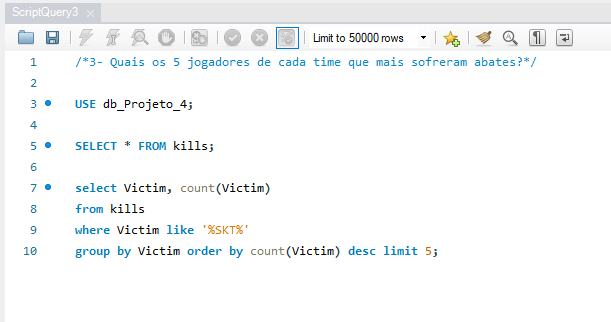 ScriptQuery3
Limit to 50000 rows
1 /*3- Quais os 5 jogadores de cada time que mais sofreram abates?*/
2
3 USE db_Projeto_4;
4
5 SELECT * FROM kills;
6
7 select Victim, count(Victim)
8 from kills
9 where Victim like '%SKT%'
10 group by Victim order by count(Victim) desc limit 5;